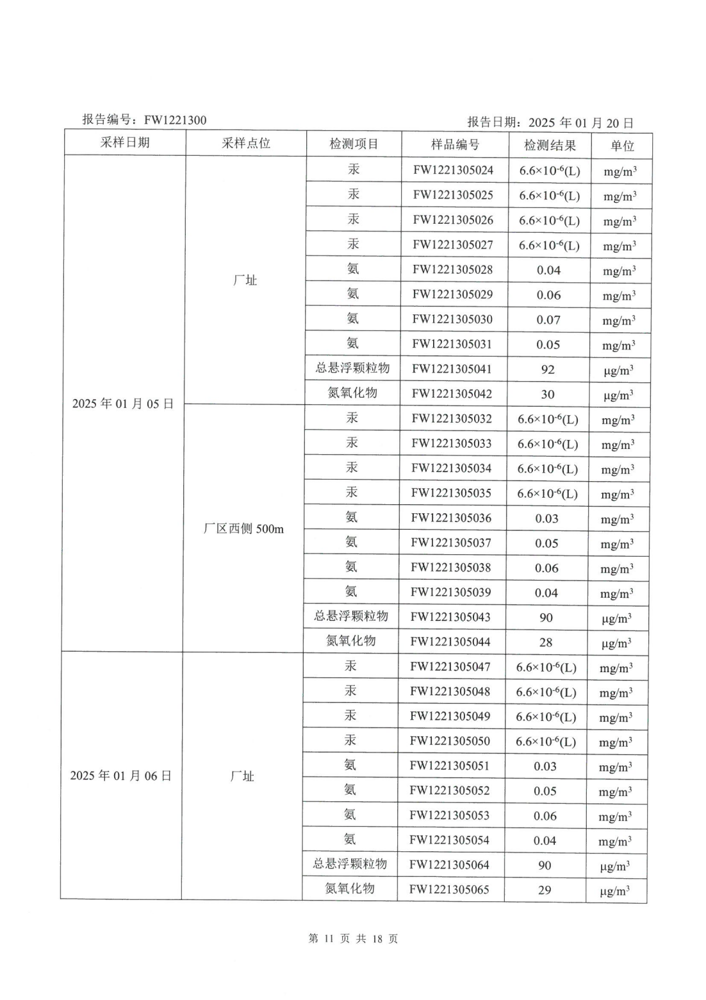 报告编号：FW1221300 报告日期：2025 年 01 月 20 日
采样日期 采样点位 检测项目 样品编号 检测结果 单位
2025 年 01 月 05 日 厂址 汞 FW1221305024 6.6×10⁻⁶(L) mg/m³
汞 FW1221305025 6.6×10⁻⁶(L) mg/m³
汞 FW1221305026 6.6×10⁻⁶(L) mg/m³
汞 FW1221305027 6.6×10⁻⁶(L) mg/m³
氨 FW1221305028 0.04 mg/m³
氨 FW1221305029 0.06 mg/m³
氨 FW1221305030 0.07 mg/m³
氨 FW1221305031 0.05 mg/m³
总悬浮颗粒物 FW1221305041 92 μg/m³
氮氧化物 FW1221305042 30 μg/m³
厂区西侧 500m 汞 FW1221305032 6.6×10⁻⁶(L) mg/m³
汞 FW1221305033 6.6×10⁻⁶(L) mg/m³
汞 FW1221305034 6.6×10⁻⁶(L) mg/m³
汞 FW1221305035 6.6×10⁻⁶(L) mg/m³
氨 FW1221305036 0.03 mg/m³
氨 FW1221305037 0.05 mg/m³
氨 FW1221305038 0.06 mg/m³
氨 FW1221305039 0.04 mg/m³
总悬浮颗粒物 FW1221305043 90 μg/m³
氮氧化物 FW1221305044 28 μg/m³
2025 年 01 月 06 日 厂址 汞 FW1221305047 6.6×10⁻⁶(L) mg/m³
汞 FW1221305048 6.6×10⁻⁶(L) mg/m³
汞 FW1221305049 6.6×10⁻⁶(L) mg/m³
汞 FW1221305050 6.6×10⁻⁶(L) mg/m³
氨 FW1221305051 0.03 mg/m³
氨 FW1221305052 0.05 mg/m³
氨 FW1221305053 0.06 mg/m³
氨 FW1221305054 0.04 mg/m³
总悬浮颗粒物 FW1221305064 90 μg/m³
氮氧化物 FW1221305065 29 μg/m³
第 11 页 共 18 页